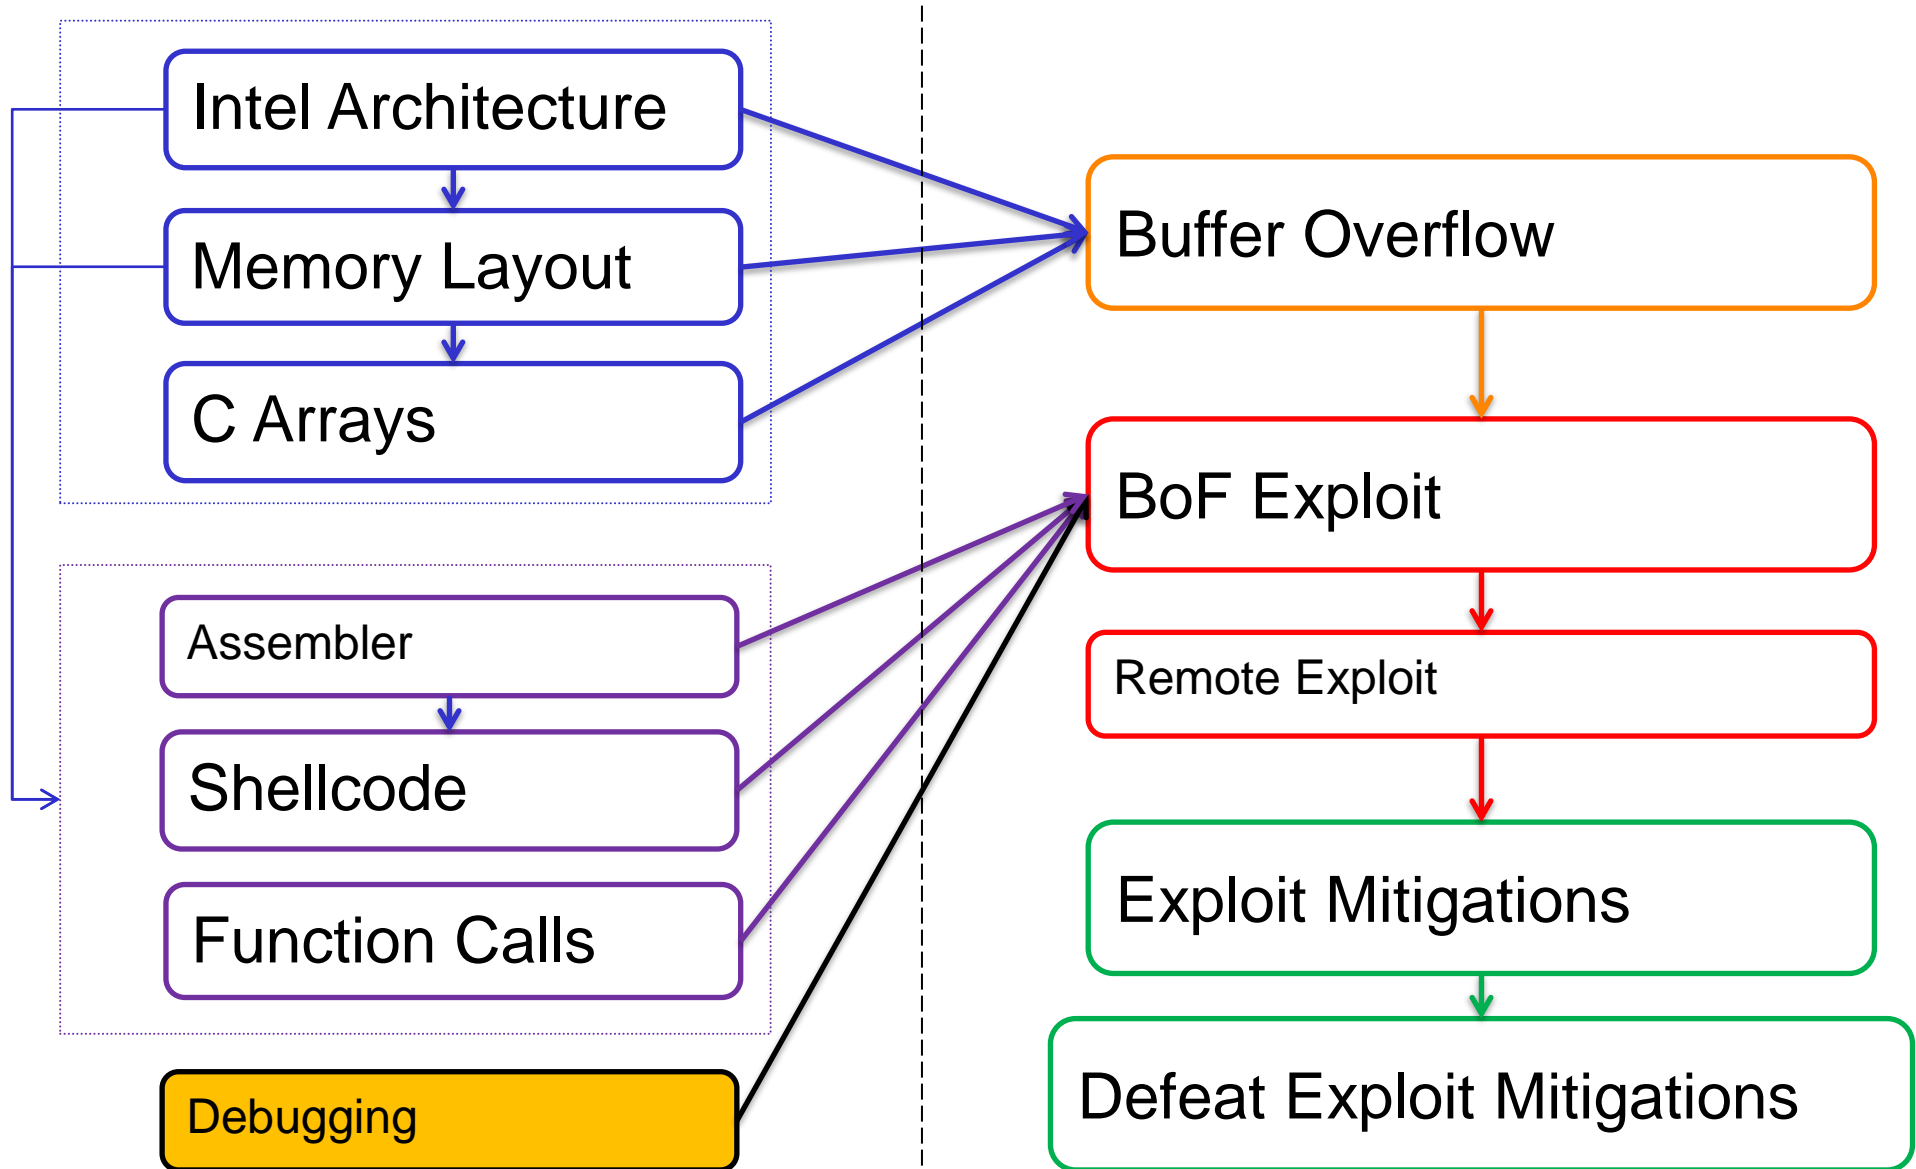 Intel Architecture
Memory Layout
C Arrays
Assembler
Shellcode
Function Calls
Debugging
Buffer Overflow
BoF Exploit
Remote Exploit
Exploit Mitigations
Defeat Exploit Mitigations